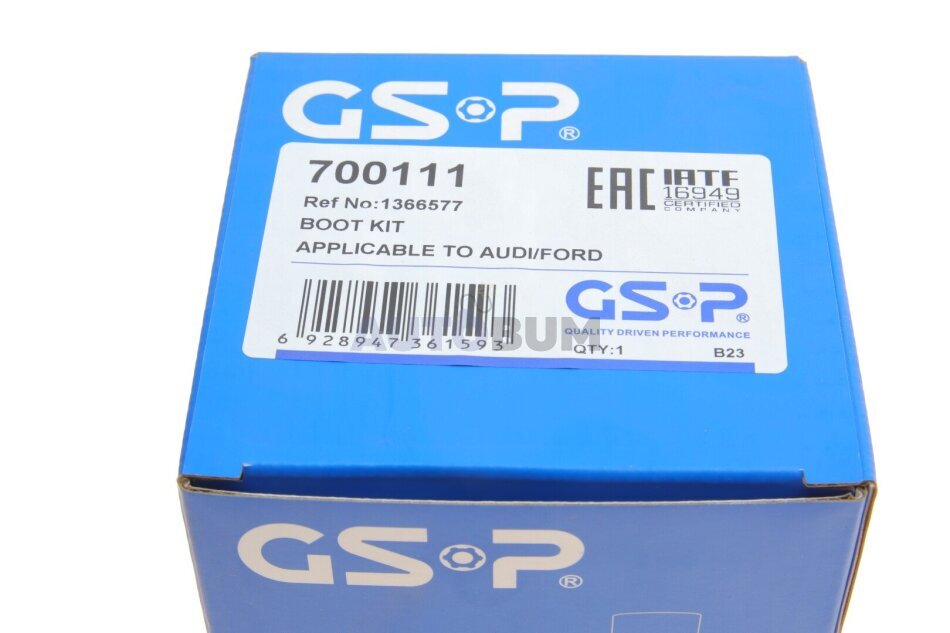 GS·P®
700111
Ref No:1366577
BOOT KIT
APPLICABLE TO AUDI/FORD
EAC
IATF
16949
CERTIFIED
COMPANY
GS·P®
QUALITY DRIVEN PERFORMANCE
6 928947 361593
QTY:1
B23
AUTOBUM
GS·P®